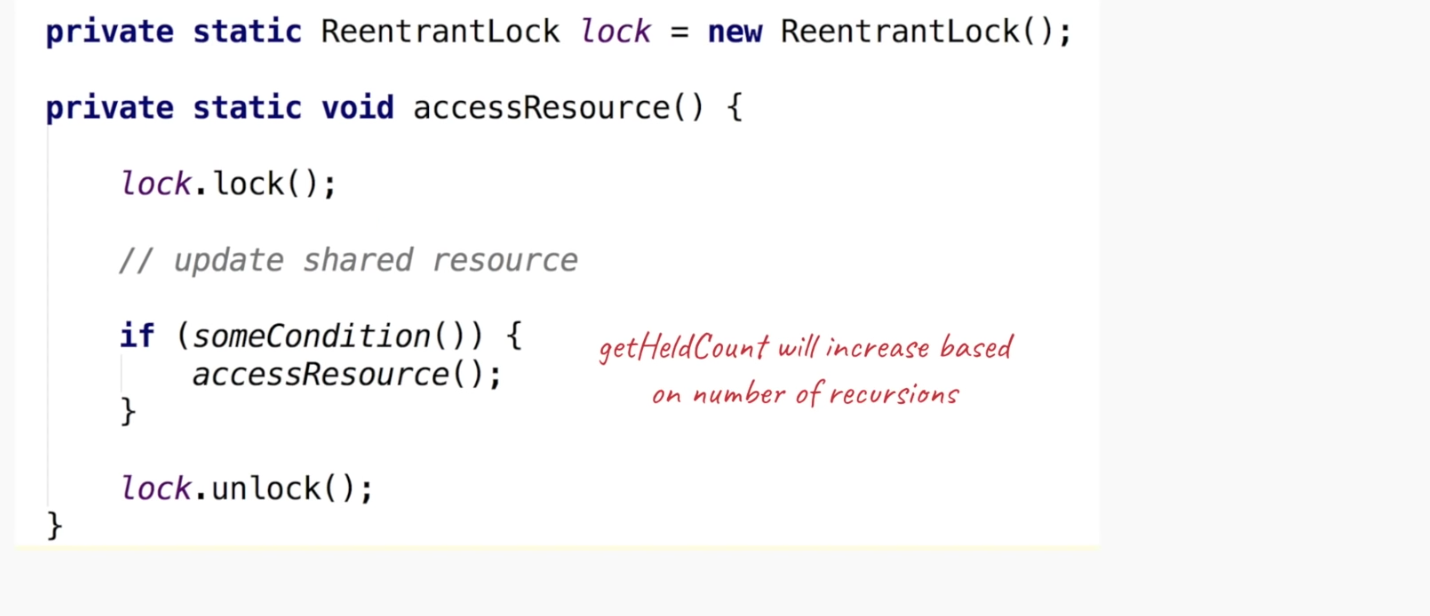 private static ReentrantLock lock = new ReentrantLock();
private static void accessResource() {
lock.lock();
// update shared resource
if (someCondition()) {
accessResource();
}
getHeldCount will increase based
on number of recursions
lock.unlock();
}